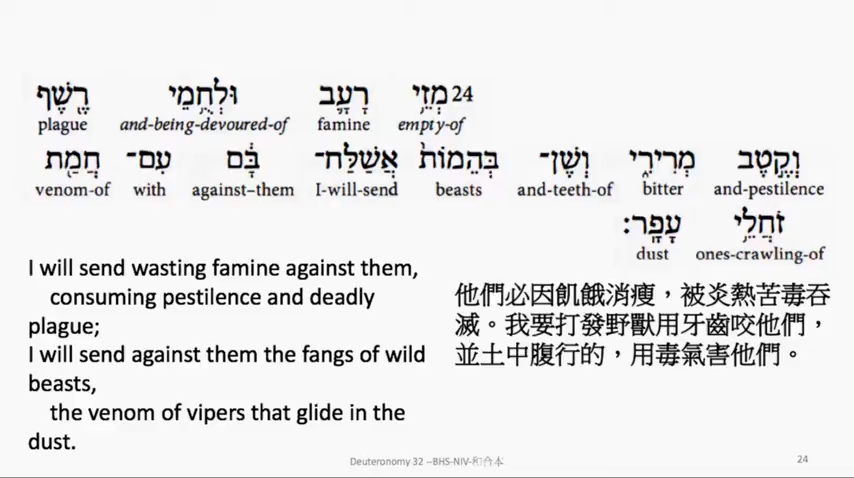 24 מְזֵ֥י רָעָ֛ב וּלְחֻ֥מֵי רֶ֖שֶׁף
plague and-being-devoured-of famine empty-of
וְקֶ֣טֶב מְרִירִ֑י וְשֶׁן־ בְּהֵמוֹת֙ אֲשַׁלַּח־ בָּ֔ם עִם־ חֲמַ֖ת
venom-of with against-them I-will-send beasts and-teeth-of bitter and-pestilence
זֹחֲלֵ֥י עָפָֽר׃
dust ones-crawling-of
I will send wasting famine against them,
consuming pestilence and deadly
plague;
I will send against them the fangs of wild
beasts,
the venom of vipers that glide in the
dust.
他們必因飢餓消瘦，被炎熱苦毒吞
滅。我要打發野獸用牙齒咬他們，
並土中腹行的，用毒氣害他們。
Deuteronomy 32 --BHS-NIV-和合本
24